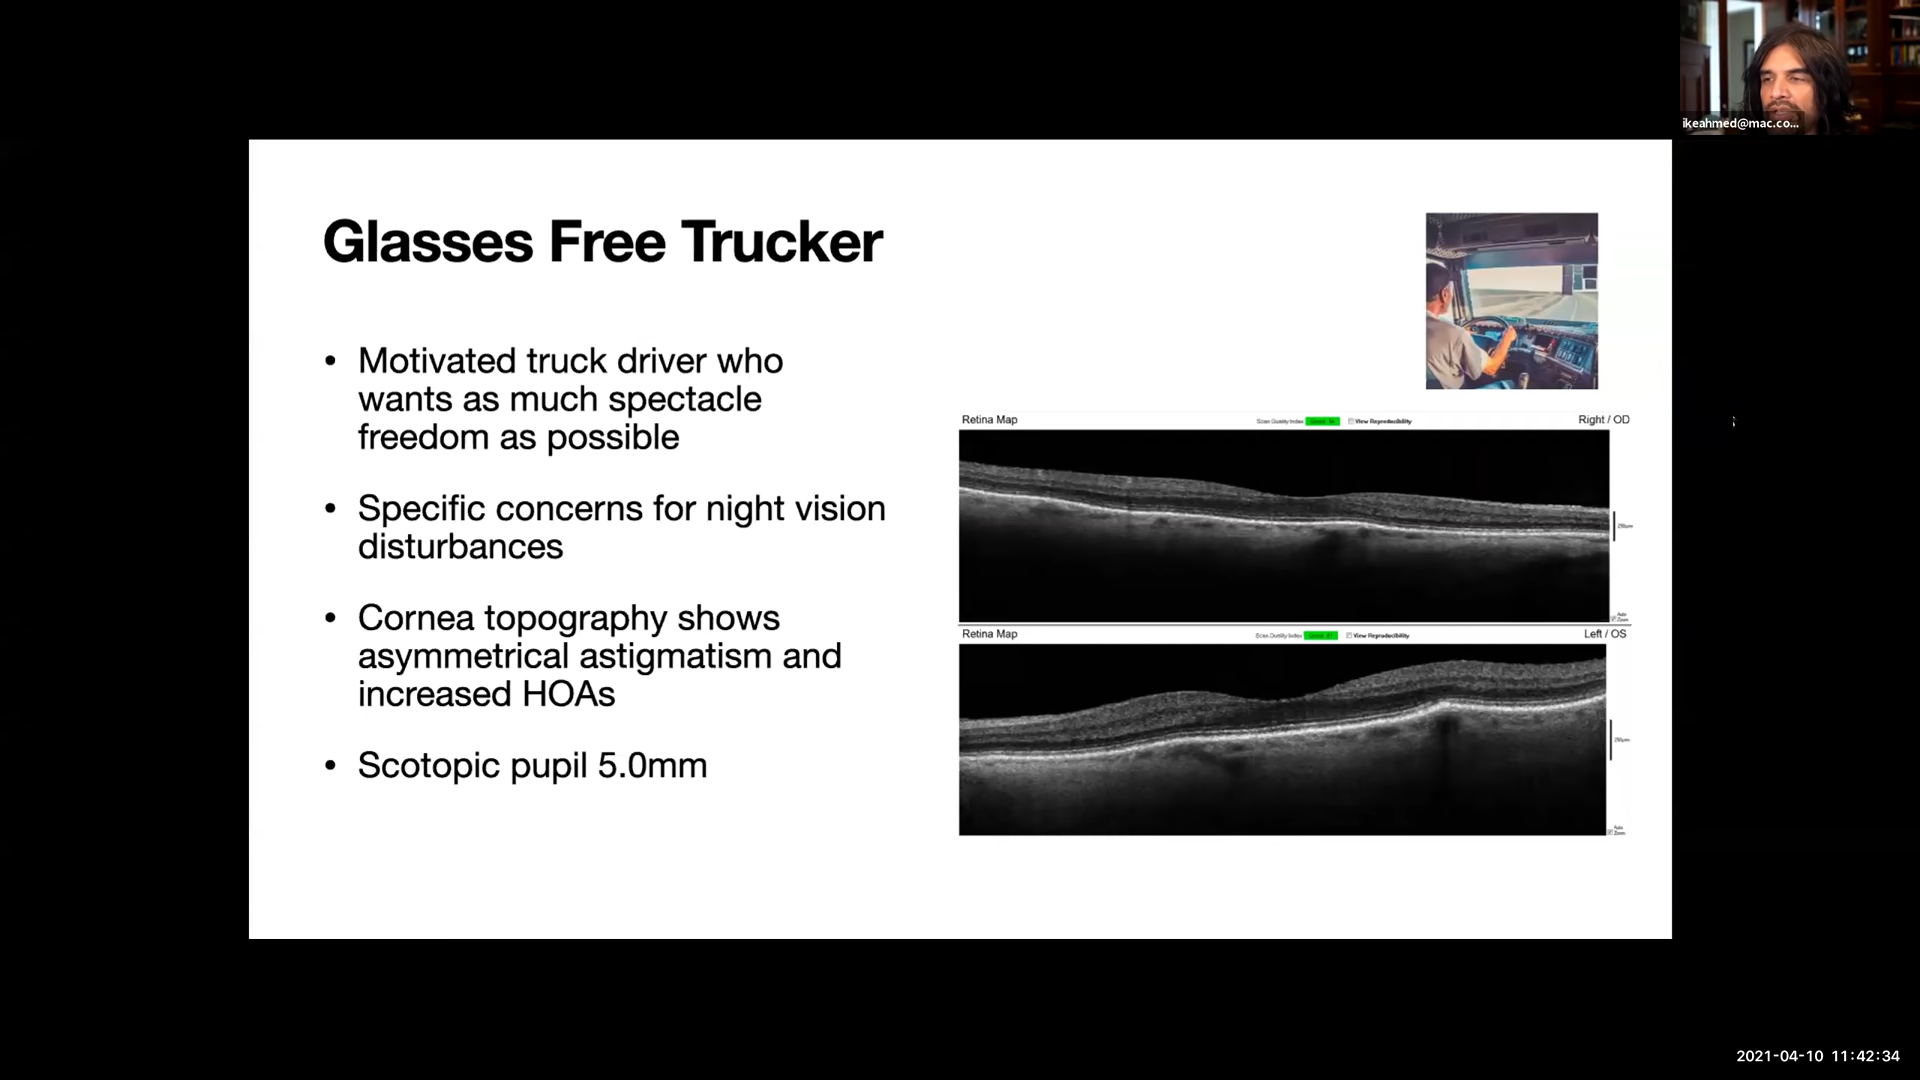 ikeahmed@mac.co...
Glasses Free Trucker
• Motivated truck driver who
wants as much spectacle
freedom as possible
• Specific concerns for night vision
disturbances
• Cornea topography shows
asymmetrical astigmatism and
increased HOAs
• Scotopic pupil 5.0mm
Retina Map
Scan Quality Index
View Reproducibility
Right / OD
Retina Map
Scan Quality Index
View Reproducibility
Left / OS
2021-04-10 11:42:34